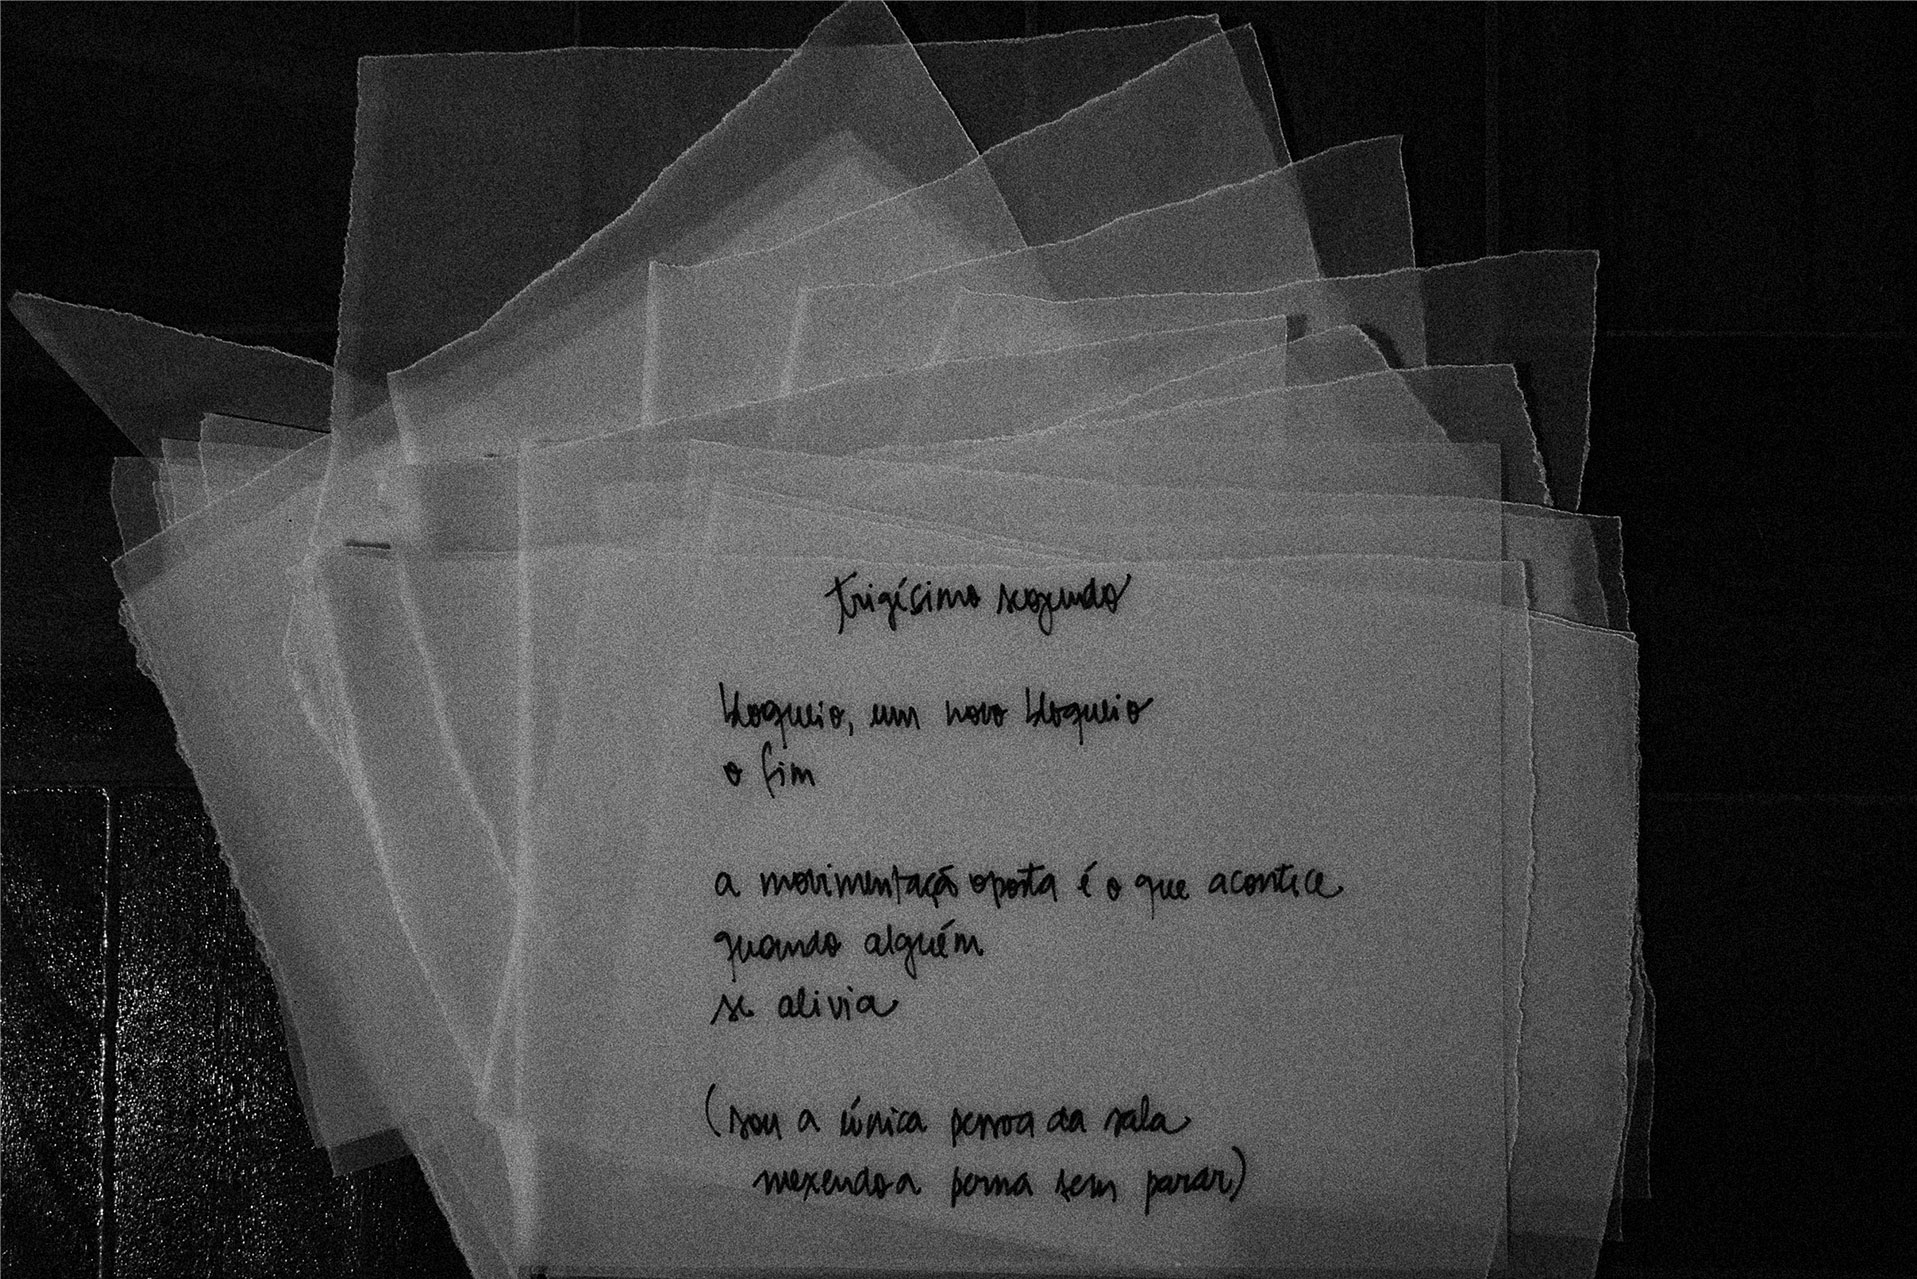 trigísimo segundo
bloqueio, um novo bloqueio
o fim
a movimentação oposta é o que acontece
quando alguém
se alivia
(sou a única pessoa da sala
mexendo a perna sem parar)